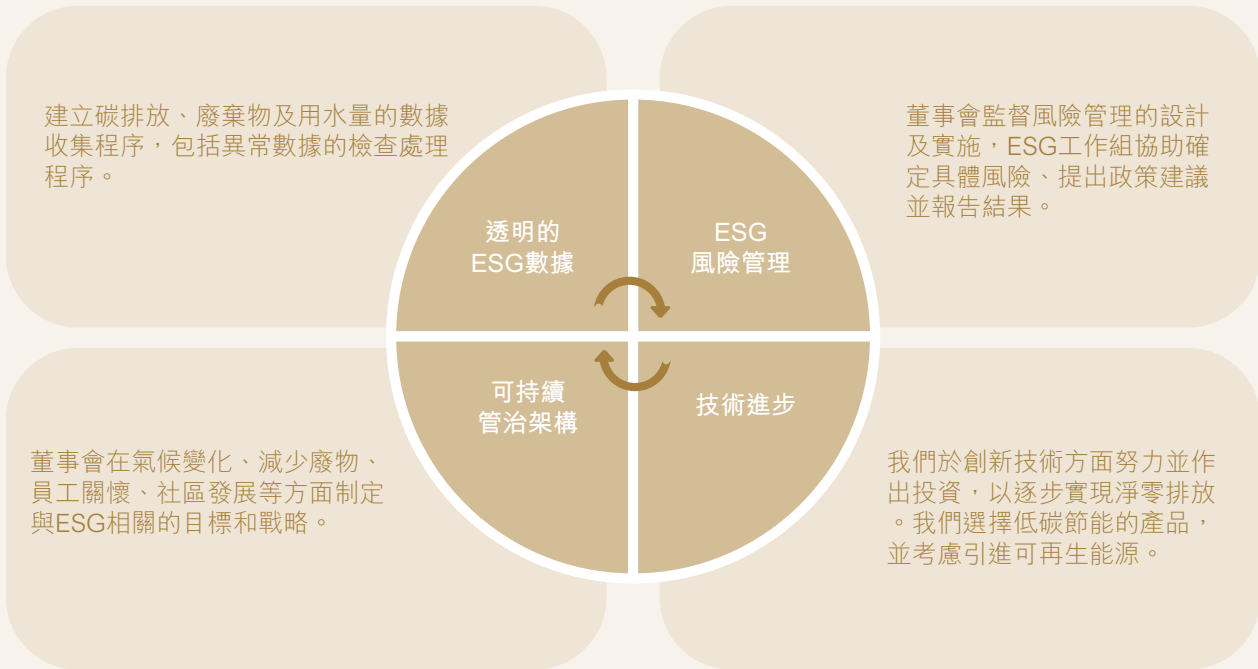 建立碳排放、廢棄物及用水量的數據
收集程序，包括異常數據的檢查處理
程序。
董事會監督風險管理的設計
及實施，ESG工作組協助確
定具體風險、提出政策建議
並報告結果。
透明的
ESG數據
ESG
風險管理
可持續
管治架構
技術進步
董事會在氣候變化、減少廢物、
員工關懷、社區發展等方面制定
與ESG相關的目標和戰略。
我們於創新技術方面努力並作
出投資，以逐步實現淨零排放
。我們選擇低碳節能的產品，
並考慮引進可再生能源。